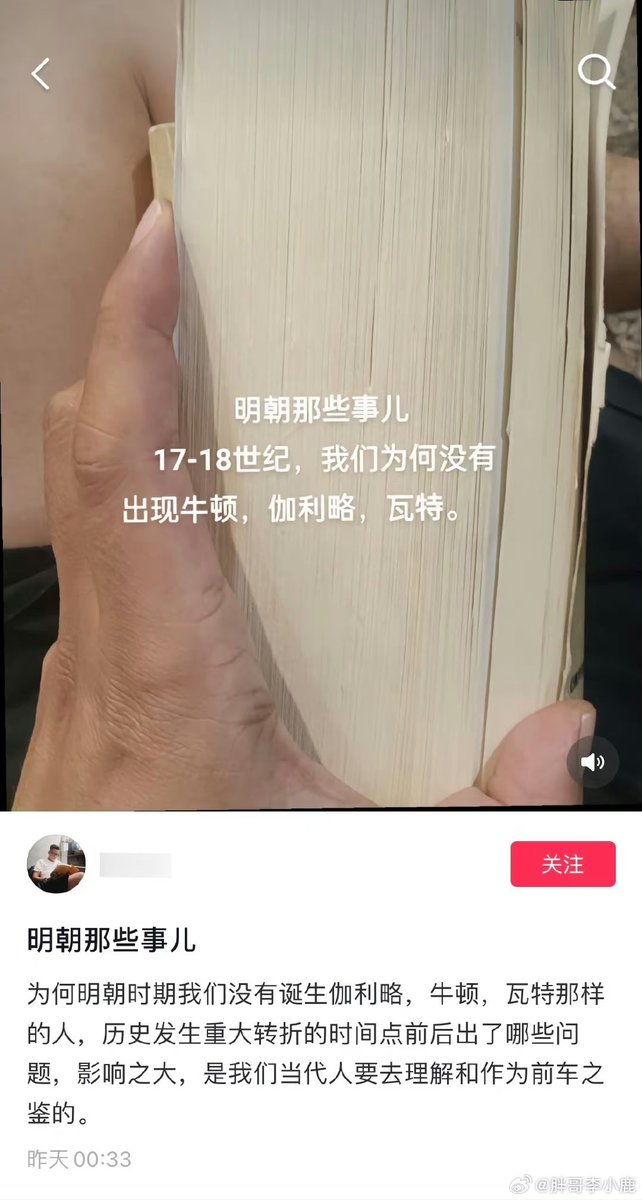 明朝那些事儿
17-18世纪，我们为何没有
出现牛顿，伽利略，瓦特。
关注
明朝那些事儿
为何明朝时期我们没有诞生伽利略，牛顿，瓦特那样
的人，历史发生重大转折的时间点前后出了哪些问
题，影响之大，是我们当代人要去理解和作为前车之
鉴的。
昨天00:33
@胖哥李小鹿